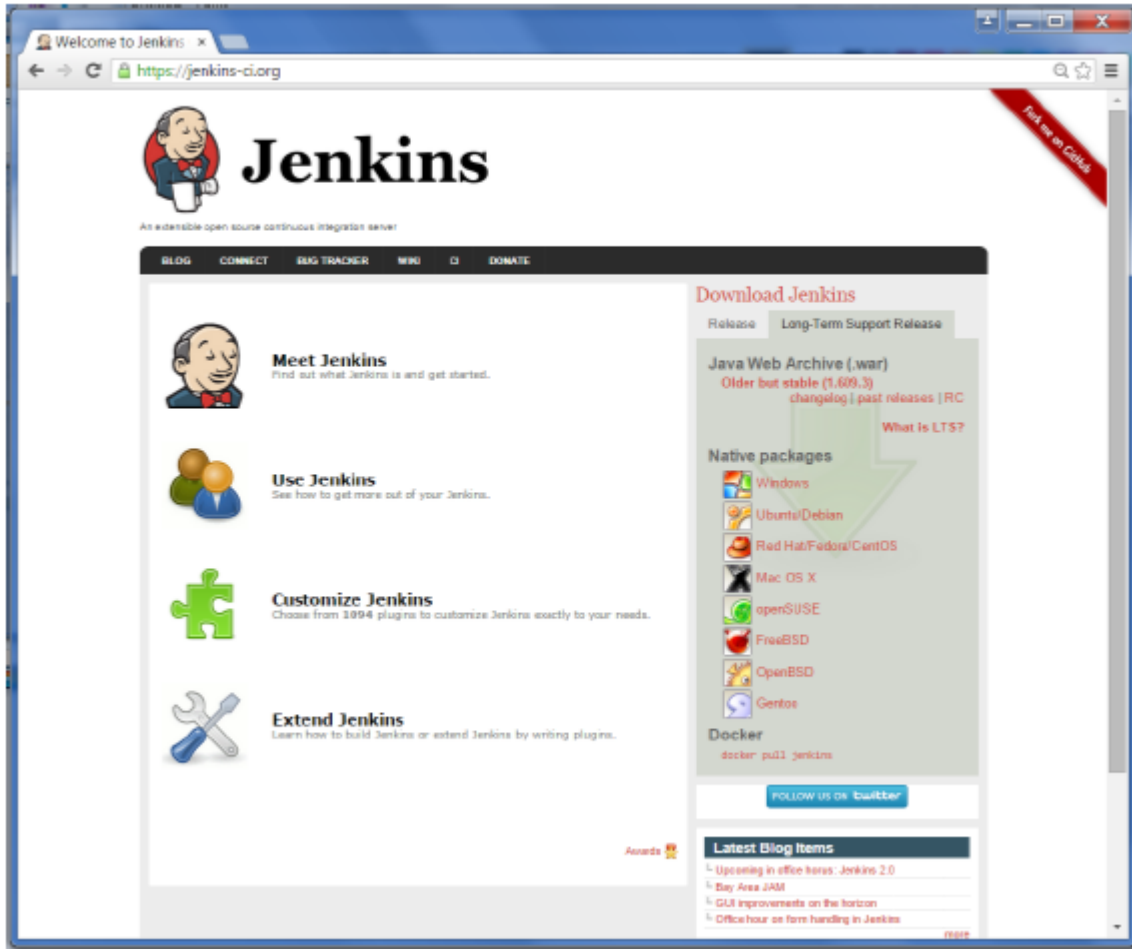 Welcome to Jenkins
https://jenkins-ci.org
Fork me on GitHub
Jenkins
An extensible open source continuous integration server
BLOG CONNECT BUG TRACKER WIKI CI DONATE
Meet Jenkins
Find out what Jenkins is and get started.
Use Jenkins
See how to get more out of your Jenkins.
Customize Jenkins
Choose from 1094 plugins to customize Jenkins exactly to your needs.
Extend Jenkins
Learn how to build Jenkins or extend Jenkins by writing plugins.
Awards
Download Jenkins
Release Long-Term Support Release
Java Web Archive (.war)
Older but stable (1.609.3)
changelog | past releases | RC
What is LTS?
Native packages
Windows
Ubuntu/Debian
Red Hat/Fedora/CentOS
Mac OS X
openSUSE
FreeBSD
OpenBSD
Gentoo
Docker
docker pull jenkins
FOLLOW US ON twitter
Latest Blog Items
Upcoming in office horus: Jenkins 2.0
Bay Area JAM
GUI improvements on the horizon
Office hour on form handling in Jenkins
more